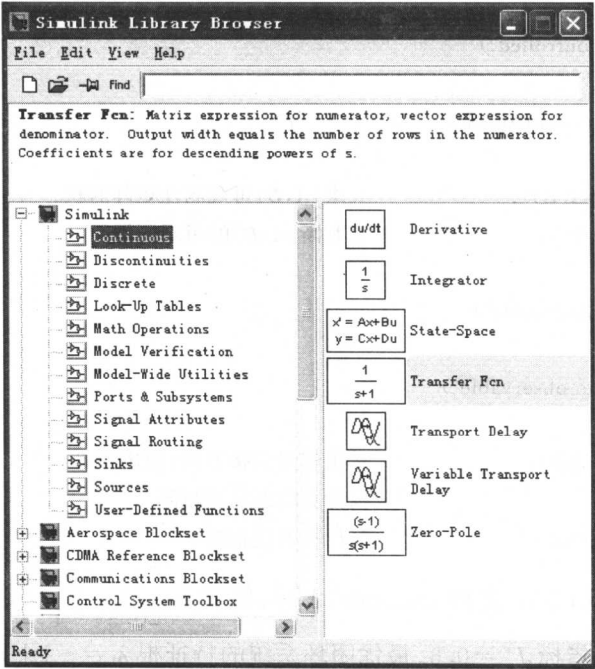 Simulink Library Browser
File Edit View Help
Find
Transfer Fcn: Matrix expression for numerator, vector expression for
denominator. Output width equals the number of rows in the numerator.
Coefficients are for descending powers of s.
Simulink
Continuous
Discontinuities
Discrete
Look-Up Tables
Math Operations
Model Verification
Model-Wide Utilities
Ports & Subsystems
Signal Attributes
Signal Routing
Sinks
Sources
User-Defined Functions
Aerospace Blockset
CDMA Reference Blockset
Communications Blockset
Control System Toolbox
du/dt Derivative
1
s
Integrator
x' = Ax+Bu
y = Cx+Du
State-Space
1
s+1
Transfer Fcn
Transport Delay
Variable Transport
Delay
(s-1)
s(s+1)
Zero-Pole
Ready